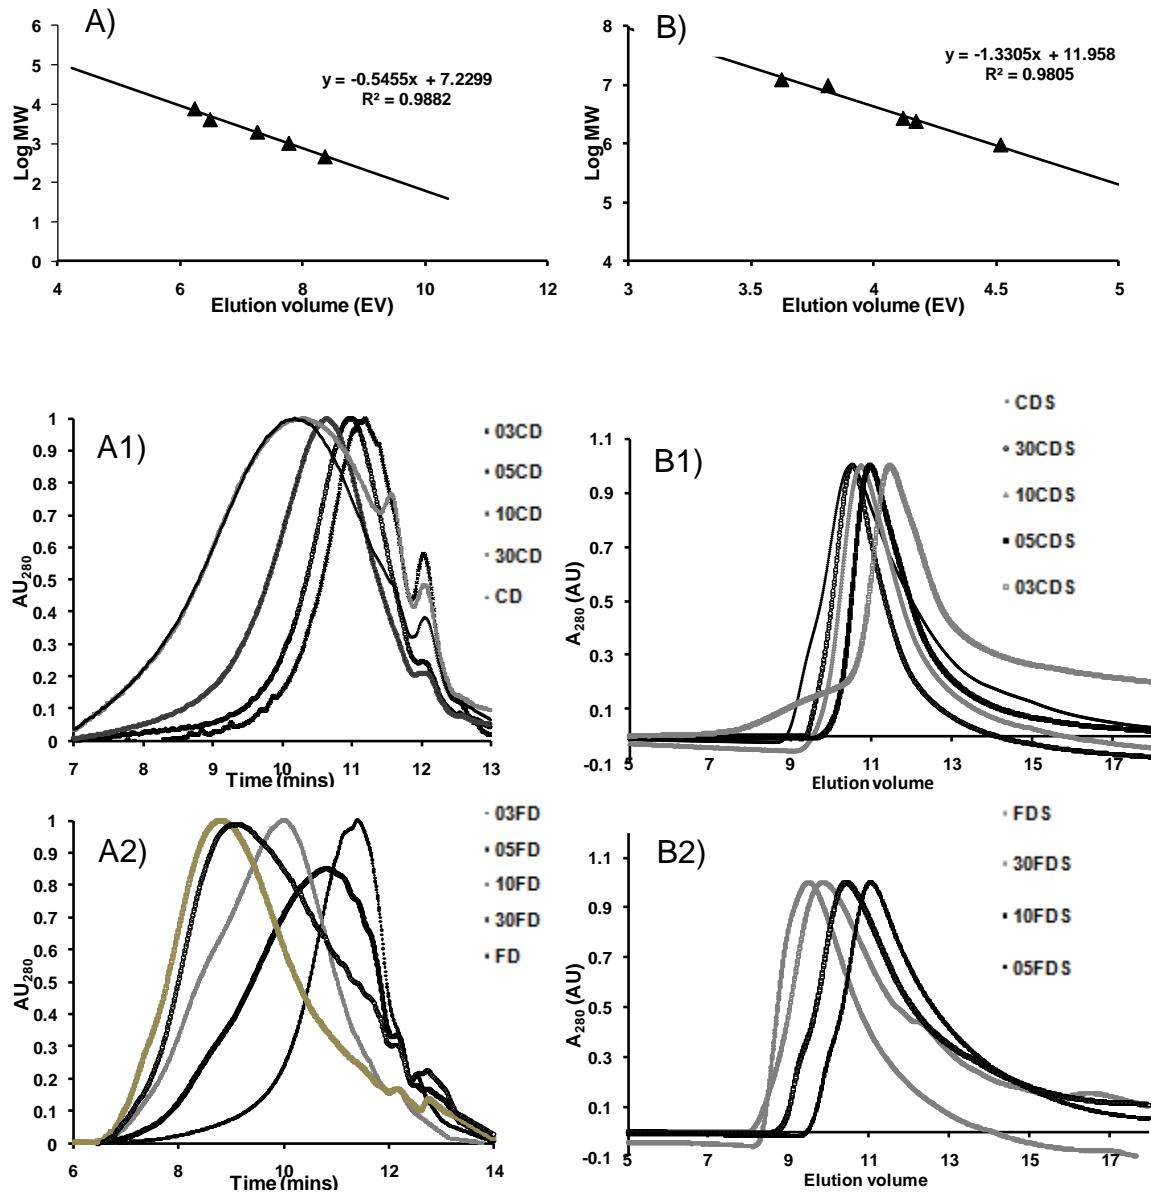 A)
y = -0.5455x + 7.2299
R² = 0.9882
Log MW
6
5
4
3
2
1
0
4
6
8
10
12
Elution volume (EV)
B)
y = -1.3305x + 11.958
R² = 0.9805
Log MW
8
7
6
5
4
3
3.5
4
4.5
5
Elution volume (EV)
A1)
AU280
1
0.9
0.8
0.7
0.6
0.5
0.4
0.3
0.2
0.1
0
7
8
9
10
11
12
13
Time (mins)
03CD
05CD
10CD
30CD
CD
B1)
A280 (AU)
1.1
0.9
0.7
0.5
0.3
0.1
-0.1
5
7
9
11
13
15
17
Elution volume
CDS
30CDS
10CDS
05CDS
03CDS
A2)
AU280
1
0.9
0.8
0.7
0.6
0.5
0.4
0.3
0.2
0.1
0
6
8
10
12
14
Time (mins)
03FD
05FD
10FD
30FD
FD
B2)
A280 (AU)
1.1
0.9
0.7
0.5
0.3
0.1
-0.1
5
7
9
11
13
15
17
Elution volume
FDS
30FDS
10FDS
05FDS